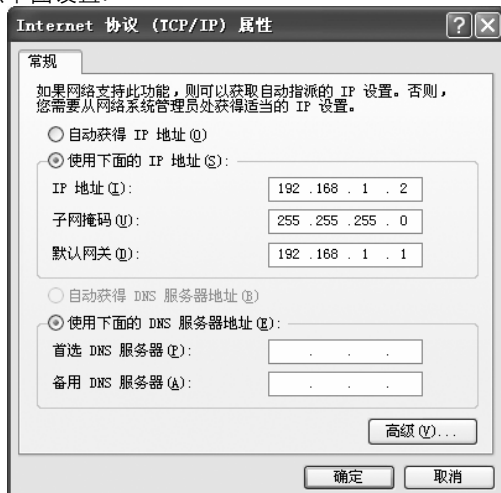 Internet 协议 (TCP/IP) 属性
常规
如果网络支持此功能，则可以获取自动指派的 IP 设置。否则，
您需要从网络系统管理员处获得适当的 IP 设置。
自动获得 IP 地址(O)
使用下面的 IP 地址(S):
IP 地址(I): 192 .168 . 1 . 2
子网掩码(U): 255 .255 .255 . 0
默认网关(D): 192 .168 . 1 . 1
自动获得 DNS 服务器地址(B)
使用下面的 DNS 服务器地址(E):
首选 DNS 服务器(P): . . .
备用 DNS 服务器(A): . . .
高级(V)...
确定 取消